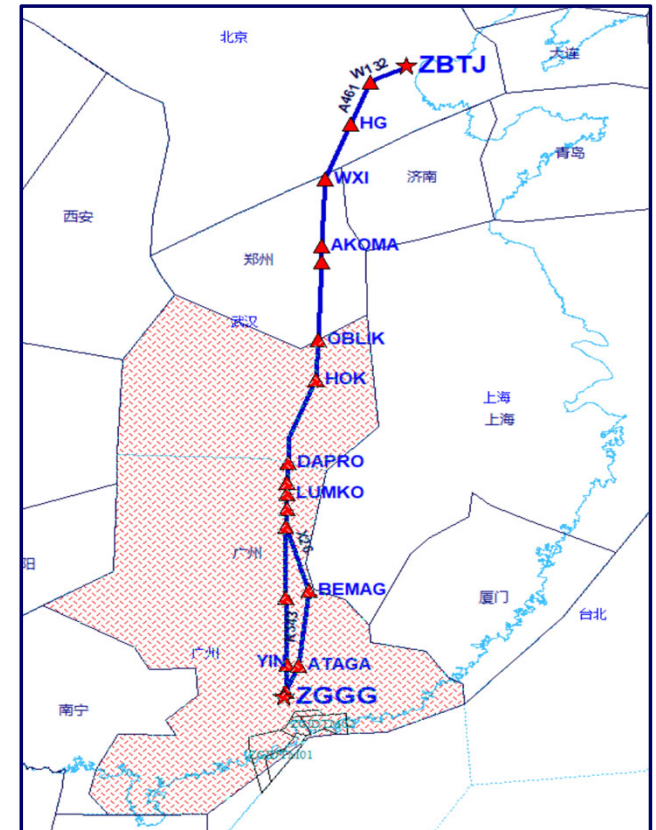 北京
大连
W132
ZBTJ
A461
HG
青岛
WXI
济南
西安
AKOMA
郑州
武汉
OBLIK
HOK
上海
上海
DAPRO
LUMKO
广州
阳
BEMAG
厦门
台北
广州
YIN
ATAGA
ZGGG
南宁